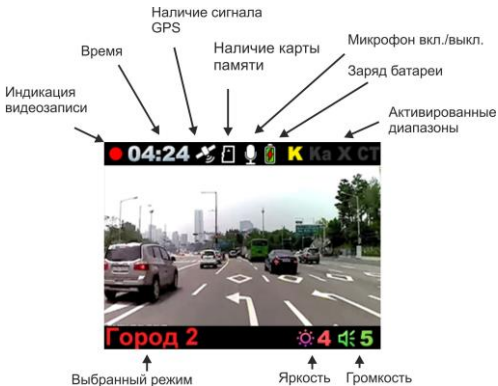 Наличие сигнала
GPS
Время
Наличие карты
памяти
Микрофон вкл./выкл.
Заряд батареи
Индикация
видеозаписи
Активированные
диапазоны
04:24 K Ka X СТ
Город 2 4 5
Выбранный режим Яркость Громкость